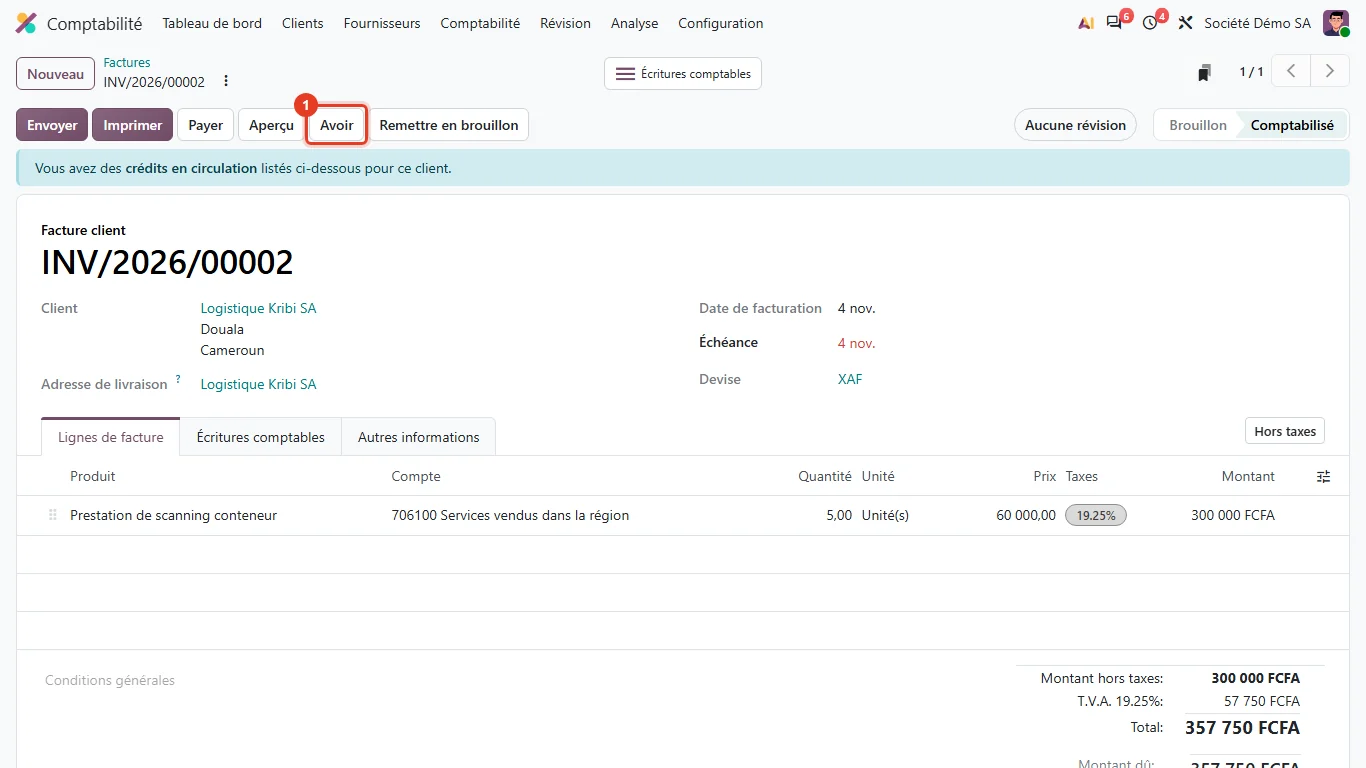 Comptabilité Tableau de bord Clients Fournisseurs Comptabilité Révision Analyse Configuration AI 6 4 Société Démo SA
Nouveau Factures Écritures comptables 1 / 1
INV/2026/00002
1
Envoyer Imprimer Payer Aperçu Avoir Remettre en brouillon Aucune révision Brouillon Comptabilisé
Vous avez des crédits en circulation listés ci-dessous pour ce client.
Facture client
INV/2026/00002
Client Logistique Kribi SA Date de facturation 4 nov.
Douala
Échéance 4 nov.
Cameroun
Devise XAF
Adresse de livraison ? Logistique Kribi SA
Lignes de facture Écritures comptables Autres informations Hors taxes
Produit Compte Quantité Unité Prix Taxes Montant
Prestation de scanning conteneur 706100 Services vendus dans la région 5,00 Unité(s) 60 000,00 19.25% 300 000 FCFA
Conditions générales Montant hors taxes: 300 000 FCFA
T.V.A. 19.25%: 57 750 FCFA
Total: 357 750 FCFA
Montant dû: 357 750 FCFA